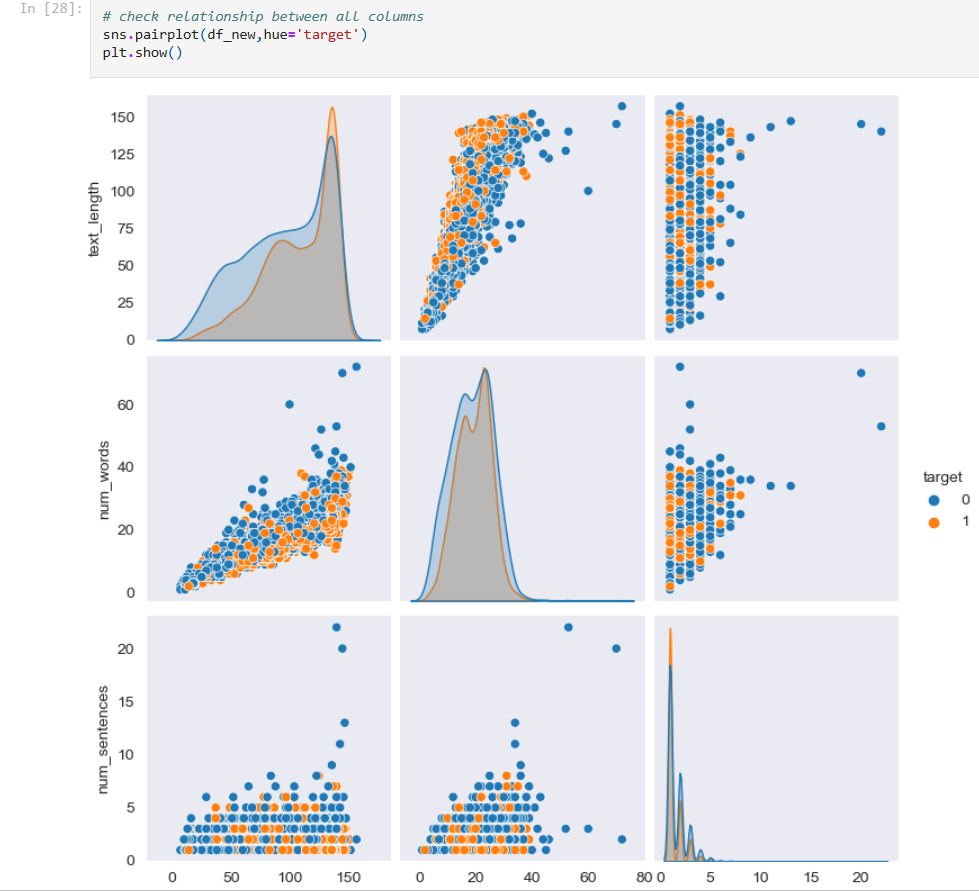 In [28]:
# check relationship between all columns
sns.pairplot(df_new,hue='target')
plt.show()
150
125
100
75
50
25
0
text_length
60
40
20
0
num_words
target
0
1
20
15
10
5
0
num_sentences
0 50 100 150
0 20 40 60 80
0 5 10 15 20